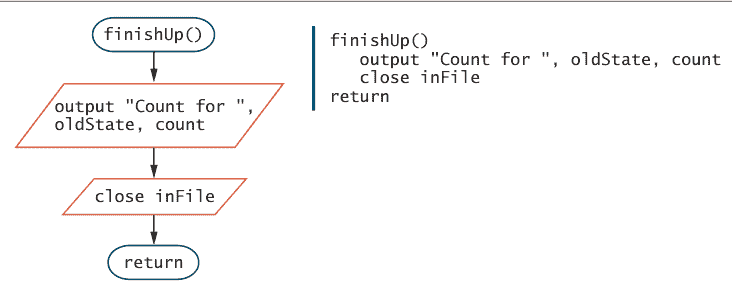 finishUp()
output "Count for ",
oldState, count
close inFile
return
finishUp()
output "Count for ", oldState, count
close inFile
return